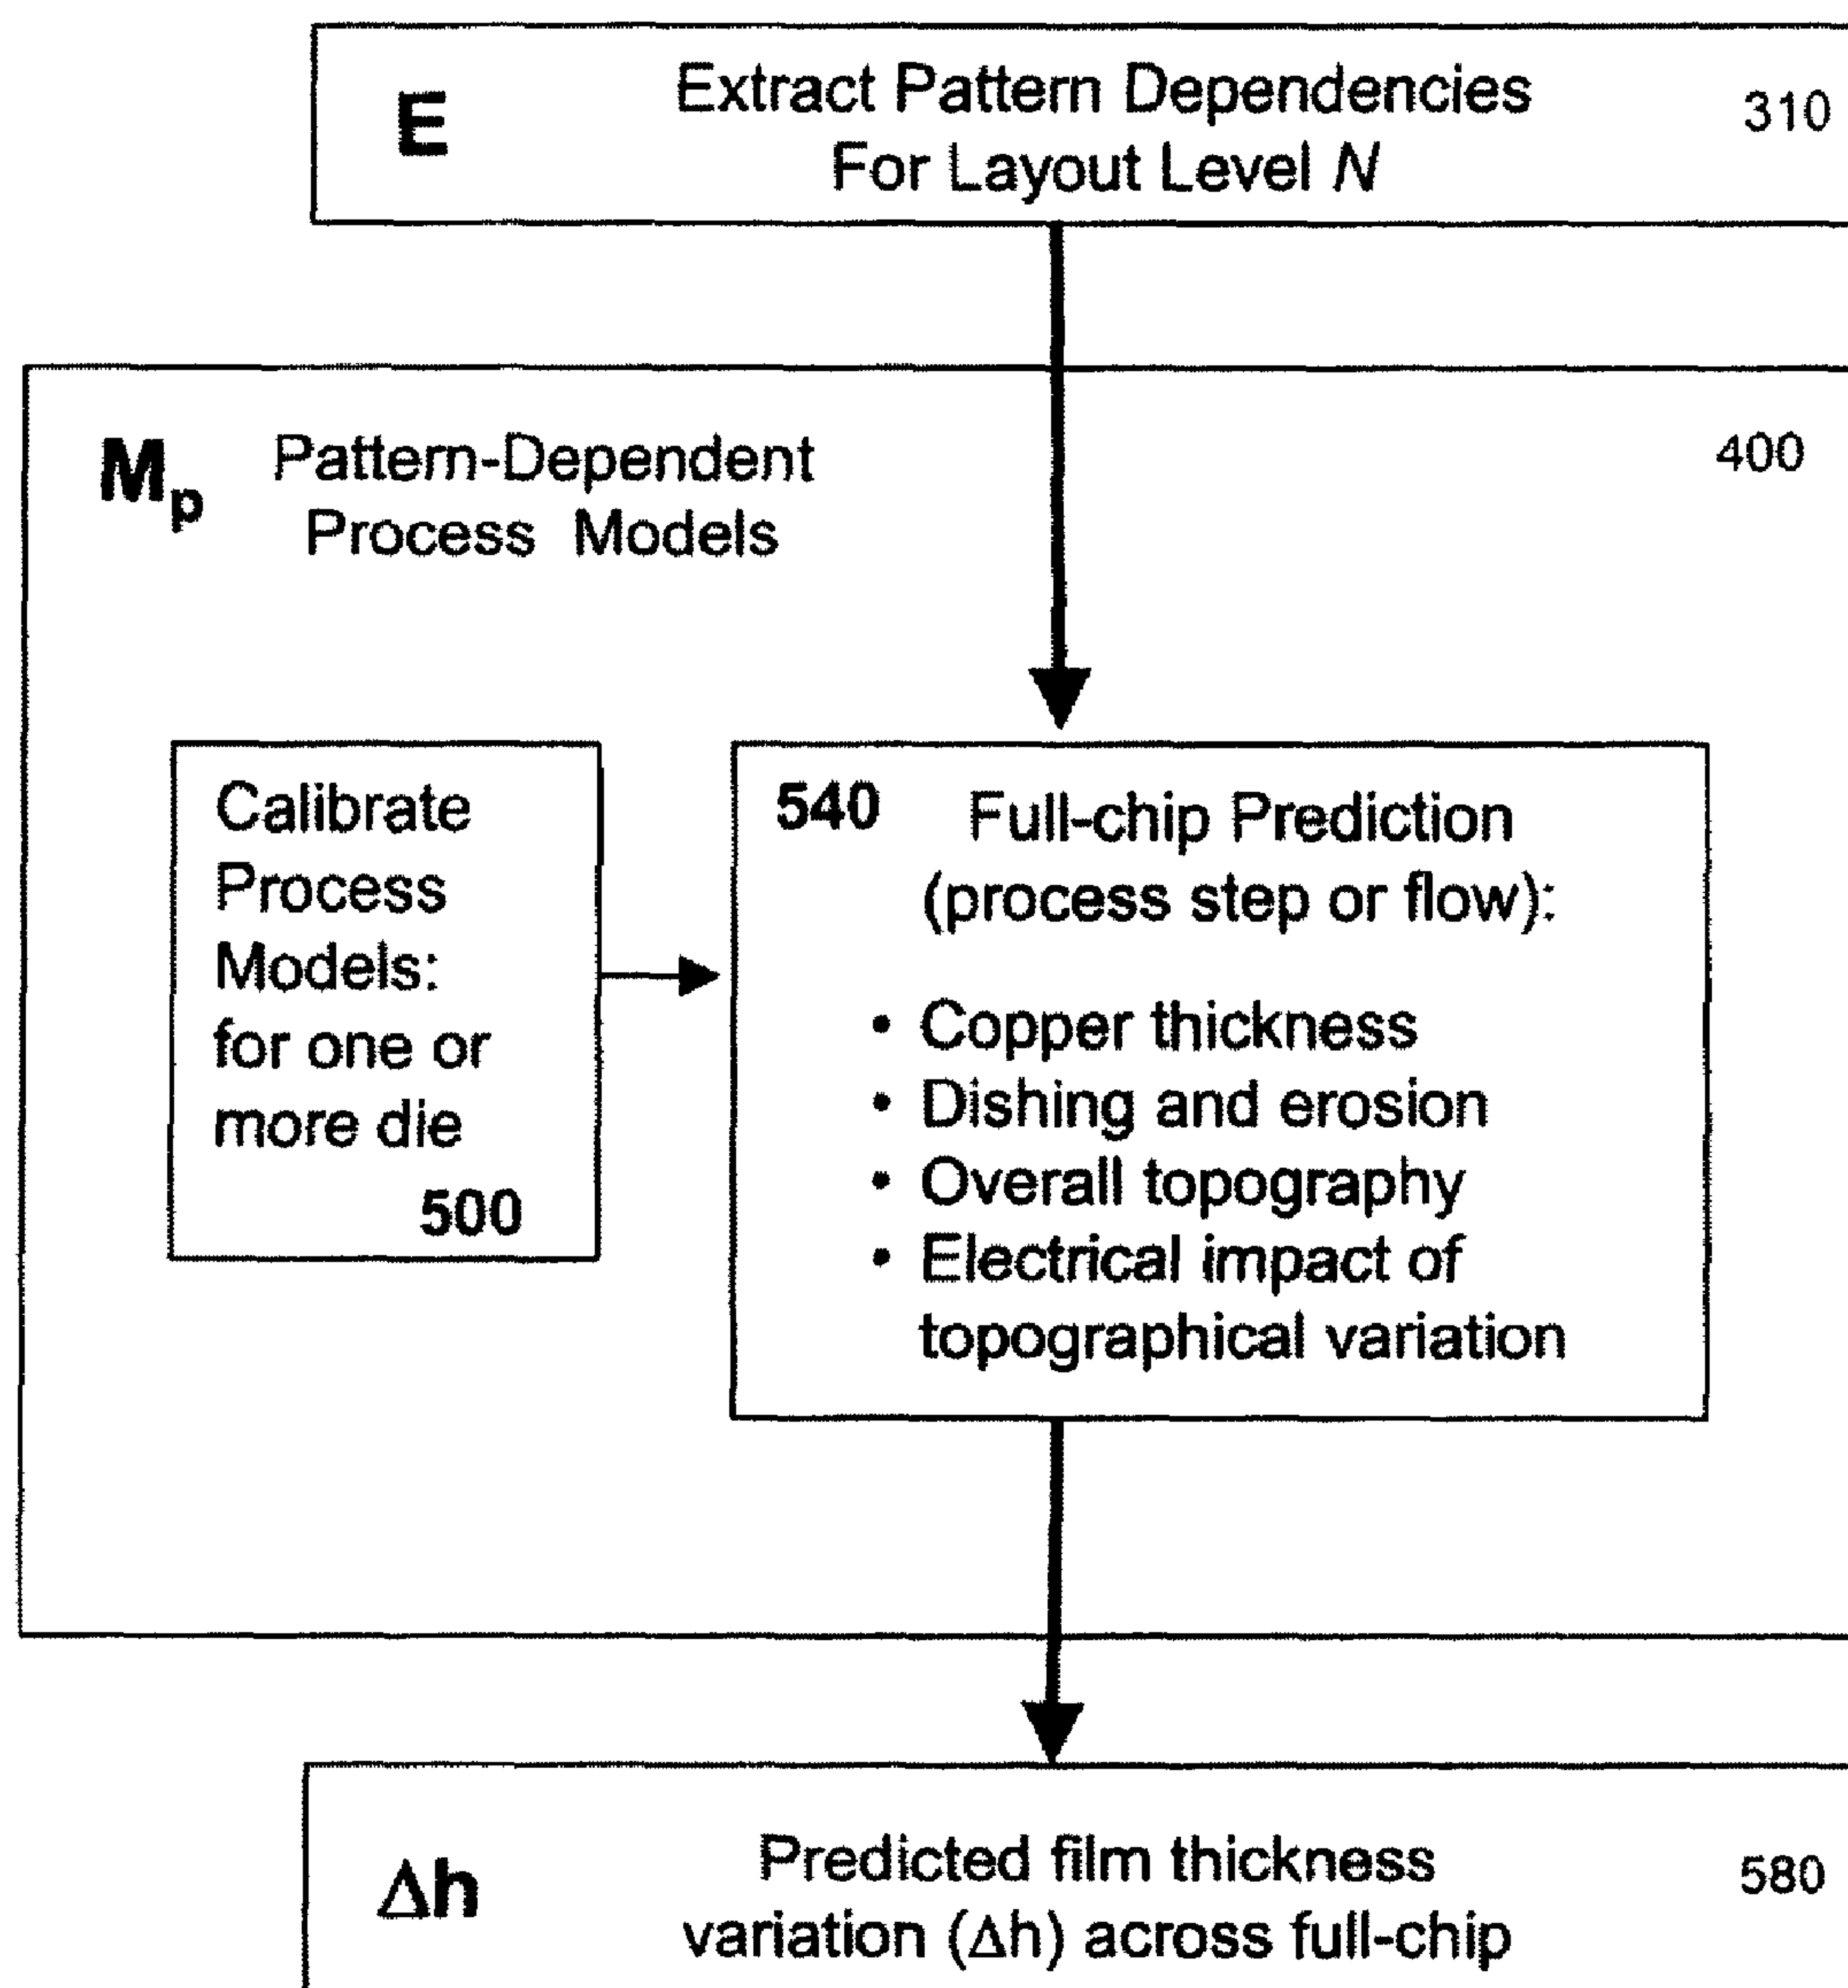 E
Extract Pattern Dependencies
For Layout Level N
310
Mp
Pattern-Dependent
Process Models
400
Calibrate
Process
Models:
for one or
more die
500
540
Full-chip Prediction
(process step or flow):
• Copper thickness
• Dishing and erosion
• Overall topography
• Electrical impact of
topographical variation
Δh
Predicted film thickness
variation (Δh) across full-chip
580